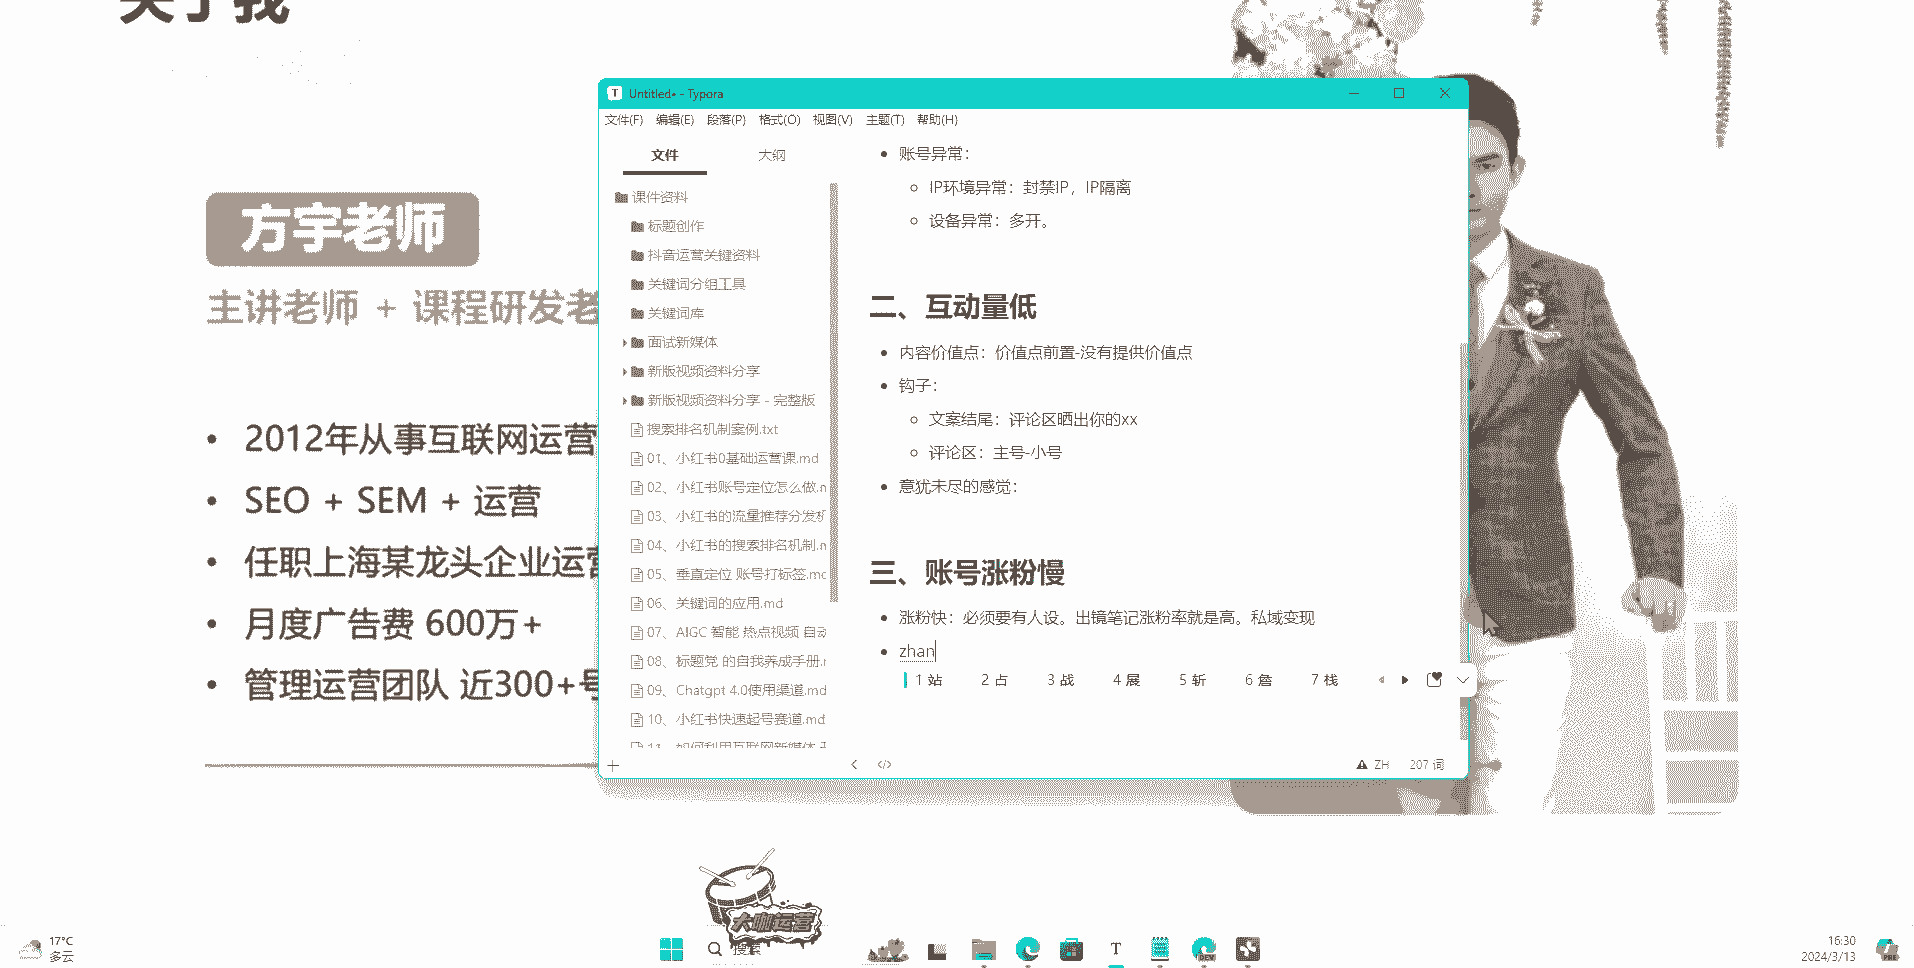 关于我
方宇老师
主讲老师 + 课程研发老
2012年从事互联网运营
SEO + SEM + 运营
任职上海某龙头企业运营
月度广告费 600万+
管理运营团队 近300+号
Untitled• - Typora
文件(F) 编辑(E) 段落(P) 格式(O) 视图(V) 主题(T) 帮助(H)
文件 大纲
课件资料
标题创作
抖音运营关键资料
关键词分组工具
关键词库
面试新媒体
新版视频资料分享
新版视频资料分享 - 完整版
搜索排名机制案例.txt
01、小红书0基础运营课.md
02、小红书账号定位怎么做.n
03、小红书的流量推荐分发机
04、小红书的搜索排名机制.n
05、垂直定位 账号打标签.mc
06、关键词的应用.md
07、AIGC 智能 热点视频 自动
08、标题党 的自我养成手册.r
09、Chatgpt 4.0使用渠道.md
10、小红书快速起号赛道.md
11、如何利用互联网新媒体
账号异常：
IP环境异常：封禁IP，IP隔离
设备异常：多开。
二、互动量低
内容价值点：价值点前置-没有提供价值点
钩子：
文案结尾：评论区晒出你的xx
评论区：主号-小号
意犹未尽的感觉：
三、账号涨粉慢
涨粉快：必须要有人设。出镜笔记涨粉率就是高。私域变现
zhan
1 站 2 占 3 战 4 展 5 斩 6 詹 7 栈
ZH 207 词
大咖运营
17°C
多云
搜索
T
DEV
16:30
2024/3/13
PRE